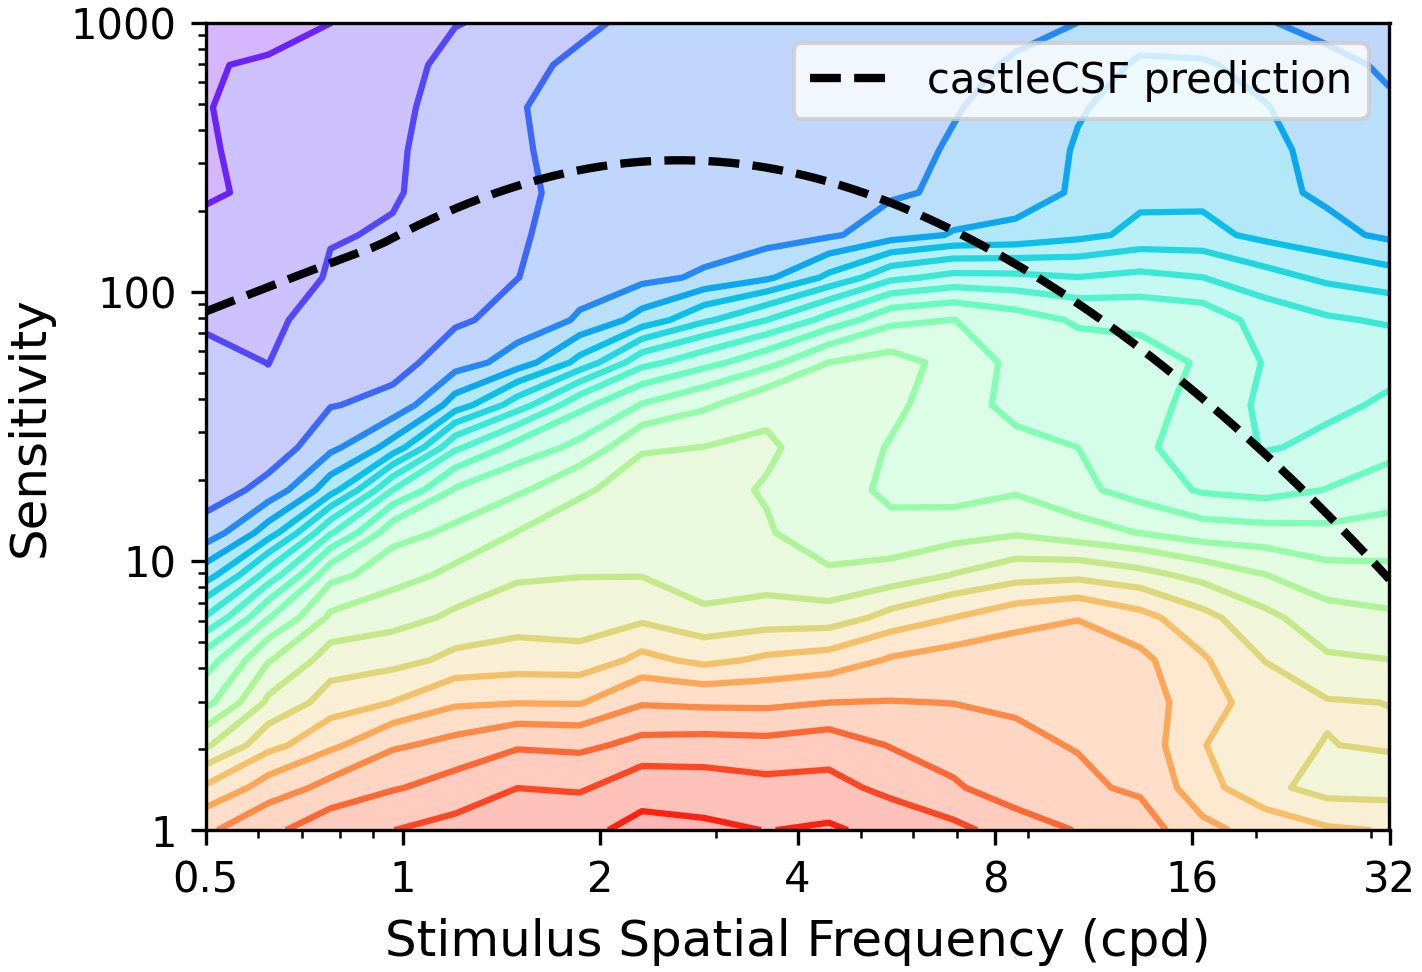 1000
100
10
1
Sensitivity
castleCSF prediction
0.5 1 2 4 8 16 32
Stimulus Spatial Frequency (cpd)